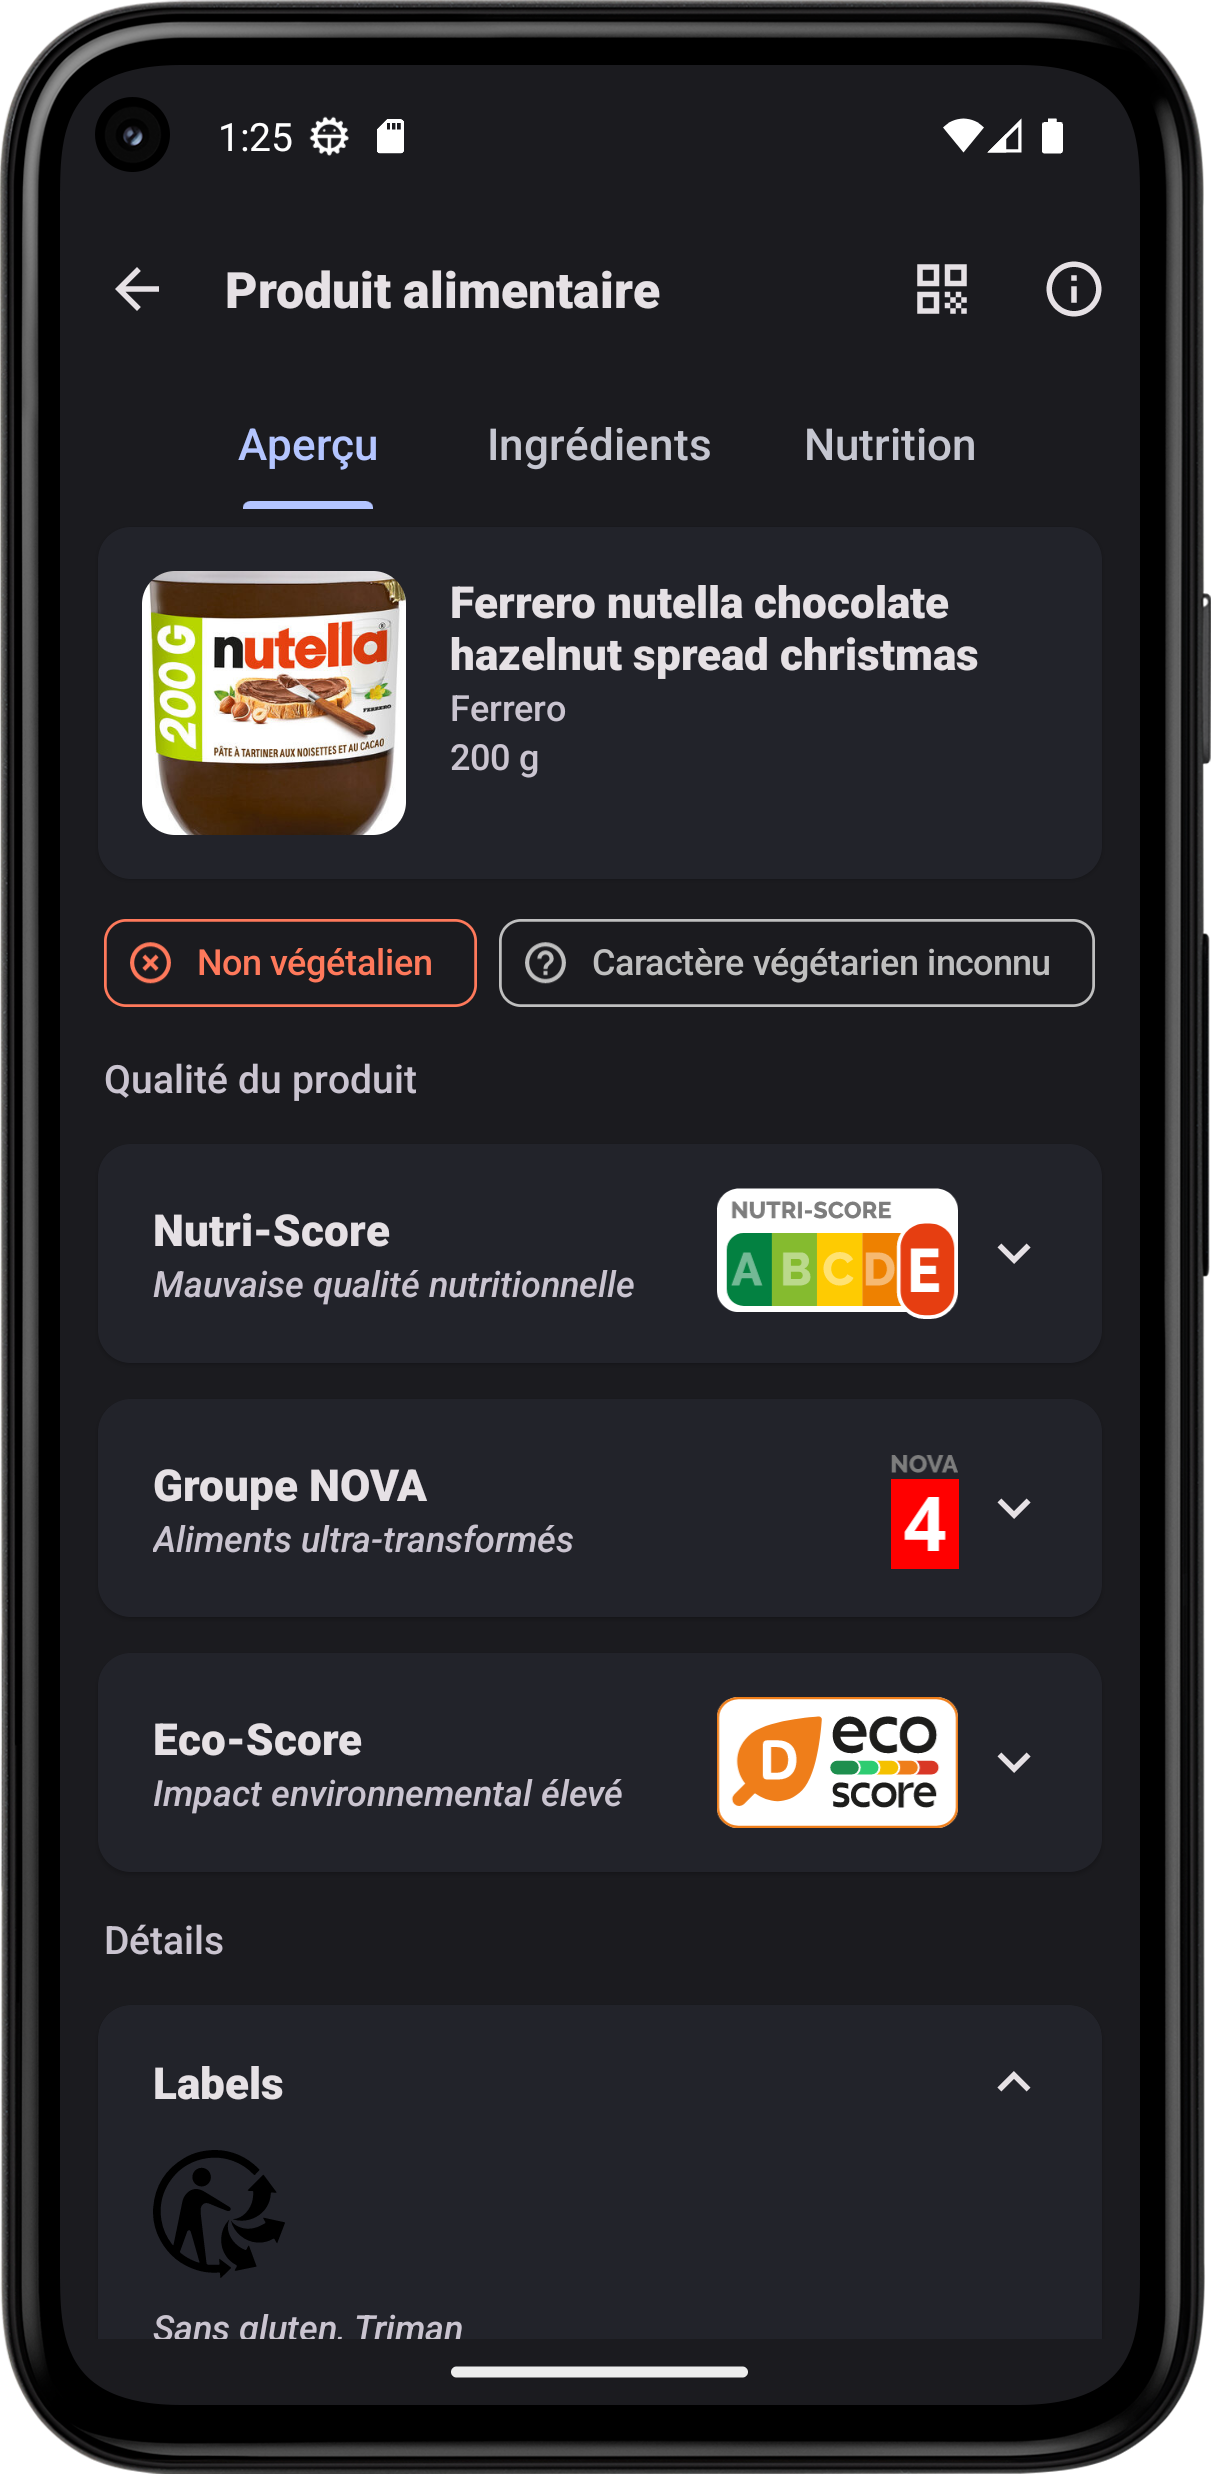 1:25
Produit alimentaire
Aperçu Ingrédients Nutrition
200 G
nutella
FERRERO
PÂTE À TARTINER AUX NOISETTES ET AU CACAO
Ferrero nutella chocolate
hazelnut spread christmas
Ferrero
200 g
Non végétalien
Caractère végétarien inconnu
Qualité du produit
Nutri-Score
Mauvaise qualité nutritionnelle
NUTRI-SCORE
A B C D E
Groupe NOVA
Aliments ultra-transformés
NOVA
4
Eco-Score
Impact environnemental élevé
D
eco
score
Détails
Labels
Sans gluten, Triman